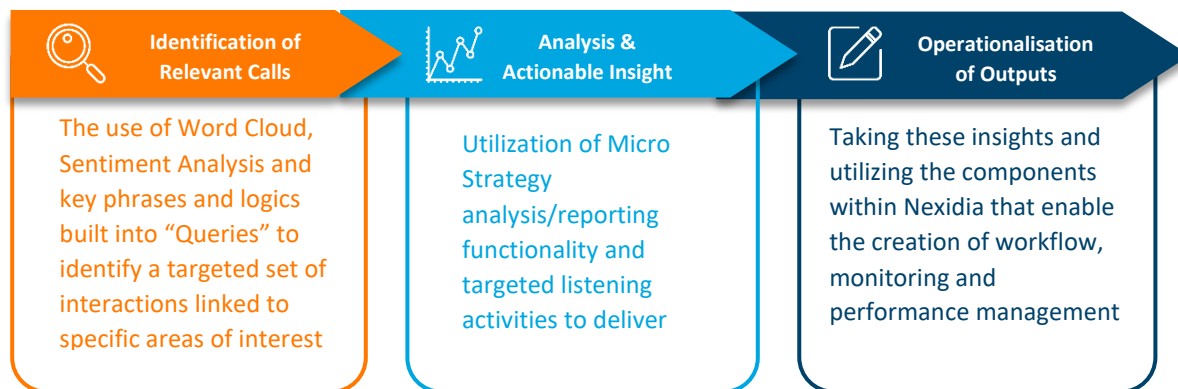 Identification of
Relevant Calls
The use of Word Cloud,
Sentiment Analysis and
key phrases and logics
built into “Queries” to
identify a targeted set of
interactions linked to
specific areas of interest
Analysis &
Actionable Insight
Utilization of Micro
Strategy
analysis/reporting
functionality and
targeted listening
activities to deliver
Operationalisation
of Outputs
Taking these insights and
utilizing the components
within Nexidia that enable
the creation of workflow,
monitoring and
performance management